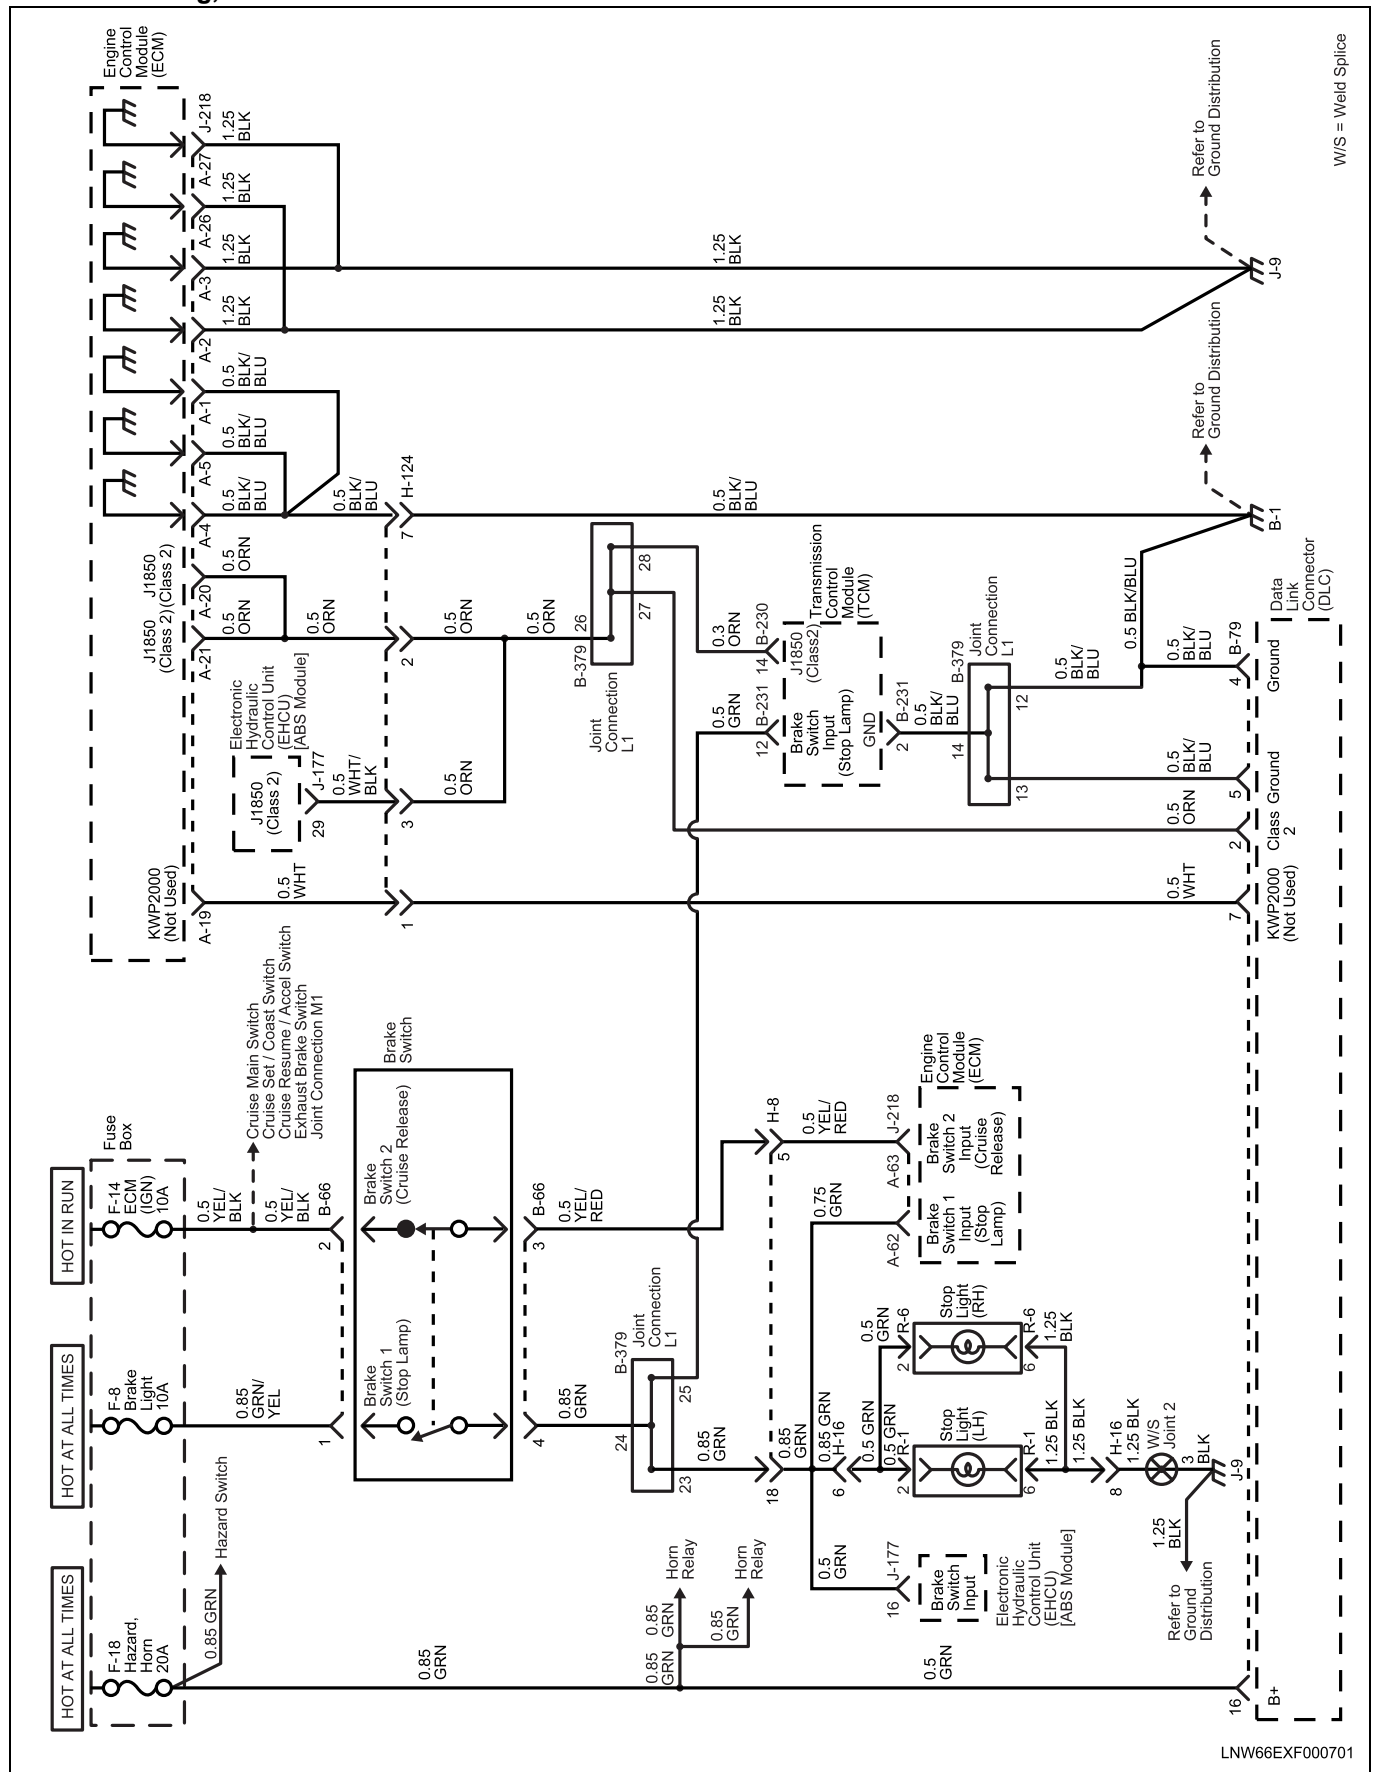 HOT AT ALL TIMES
HOT AT ALL TIMES
HOT IN RUN
F-18
Hazard,
Horn
20A
F-8
Brake
Light
10A
F-14
ECM
(IGN)
10A
Fuse
Box
0.85 GRN
Hazard Switch
0.85
GRN/
YEL
0.5
YEL/
BLK
0.5
YEL/
BLK
Cruise Main Switch
Cruise Set / Coast Switch
Cruise Resume / Accel Switch
Exhaust Brake Switch
Joint Connection M1
1
2
B-66
Brake
Switch 1
(Stop Lamp)
Brake
Switch 2
(Cruise Release)
Brake
Switch
4
3
B-66
0.85
GRN
0.5
YEL/
RED
0.85
GRN
24
B-379
Joint
Connection
L1
23
25
0.85
GRN
0.85
GRN
0.85
GRN
0.85
GRN
Horn
Relay
Horn
Relay
18
5
H-8
0.5
YEL/
RED
0.85
GRN
0.85 GRN
H-16
6
0.5
GRN
0.75
GRN
0.5 GRN
0.5 GRN
0.5
GRN
16
J-177
Brake
Switch
Input
Electronic
Hydraulic
Control Unit
(EHCU)
[ABS Module]
2
R-1
Stop
Light
(LH)
6
R-1
2
R-6
Stop
Light
(RH)
6
R-6
1.25
BLK
1.25 BLK
1.25 BLK
A-62
A-63
J-218
Brake
Switch 1
Input
(Stop
Lamp)
Brake
Switch 2
Input
(Cruise
Release)
Engine
Control
Module
(ECM)
8
H-16
1.25 BLK
W/S
Joint 2
3
BLK
J-9
1.25
BLK
Refer to
Ground
Distribution
0.5
GRN
16
B+
Engine
Control
Module
(ECM)
KWP2000
(Not Used)
J1850
(Class 2)
J1850
(Class 2)
A-19
A-21
A-20
A-4
A-5
A-1
A-2
A-3
A-26
A-27
J-218
0.5
WHT
0.5
ORN
0.5
ORN
0.5
BLK/
BLU
0.5
BLK/
BLU
0.5
BLK/
BLU
1.25
BLK
1.25
BLK
1.25
BLK
1.25
BLK
Electronic
Hydraulic
Control Unit
(EHCU)
[ABS Module]
J1850
(Class 2)
29
J-177
0.5
WHT/
BLK
0.5
ORN
0.5
BLK/
BLU
1
3
2
7
H-124
0.5
ORN
0.5
ORN
0.5
ORN
B-379
26
Joint
Connection
L1
27
28
0.5
GRN
0.3
ORN
0.5
BLK/
BLU
1.25
BLK
1.25
BLK
12
B-231
14
B-230
Brake
Switch
Input
(Stop Lamp)
J1850
(Class2)
GND
Transmission
Control
Module
(TCM)
2
B-231
0.5
BLK/
BLU
14
B-379
Joint
Connection
L1
13
12
0.5
BLK/
BLU
0.5 BLK/BLU
0.5
WHT
0.5
ORN
0.5
BLK/
BLU
0.5
BLK/
BLU
7
2
5
4
B-79
KWP2000
(Not Used)
Class
2
Ground
Ground
Data
Link
Connector
(DLC)
B-1
J-9
Refer to
Ground Distribution
Refer to
Ground Distribution
W/S = Weld Splice
LNW66EXF000701